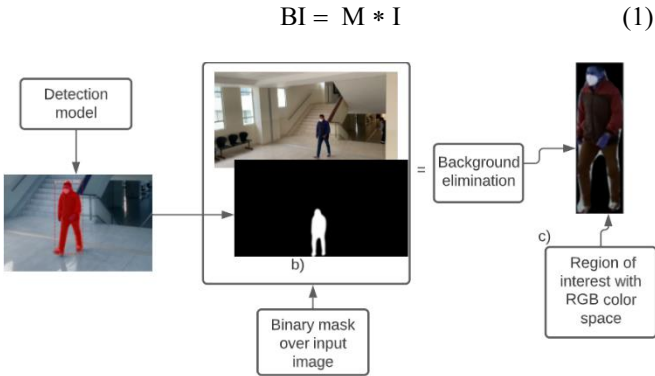 BI = M * I (1)
Detection
model
=
Background
elimination
b)
c)
Binary mask
over input
image
Region of
interest with
RGB color
space